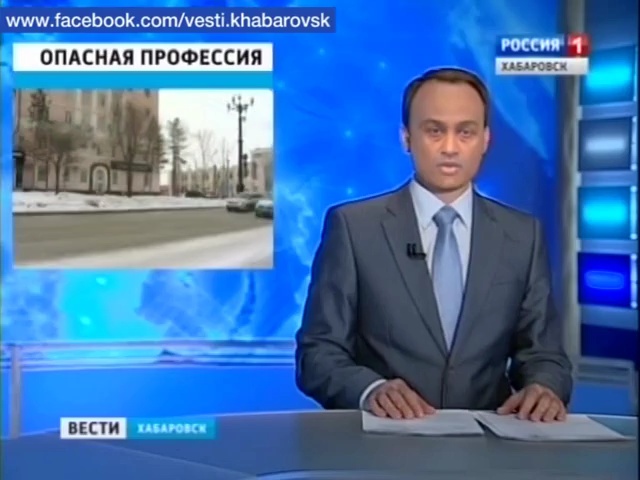 www.facebook.com/vesti.khabarovsk
ОПАСНАЯ ПРОФЕССИЯ
РОССИЯ 1
ХАБАРОВСК
ВЕСТИ ХАБАРОВСК